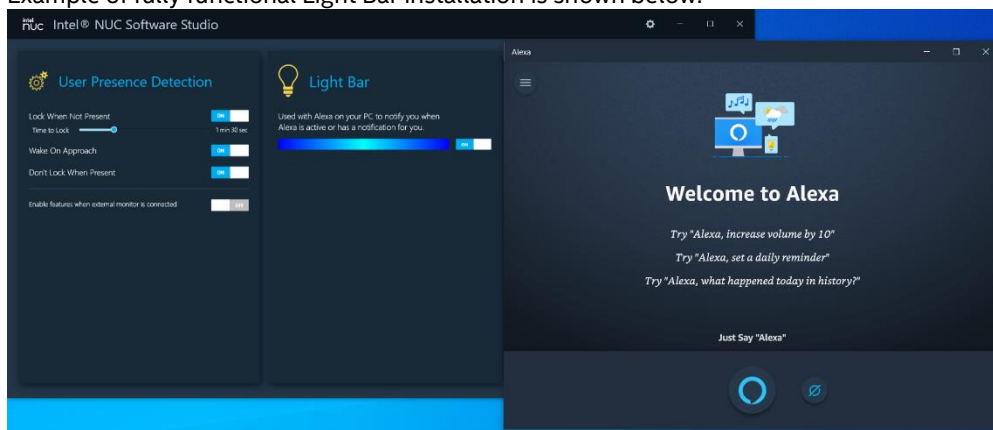 Example of fully functional Light Bar installation is shown below.
intel nuc Intel® NUC Software Studio
User Presence Detection
Lock When Not Present ON
Time to Lock 1 min 30 sec
Wake On Approach ON
Don't Lock When Present ON
Enable features when external monitor is connected OFF
Light Bar
Used with Alexa on your PC to notify you when
Alexa is active or has a notification for you.
ON
Alexa
Welcome to Alexa
Try "Alexa, increase volume by 10"
Try "Alexa, set a daily reminder"
Try "Alexa, what happened today in history?"
Just Say "Alexa"